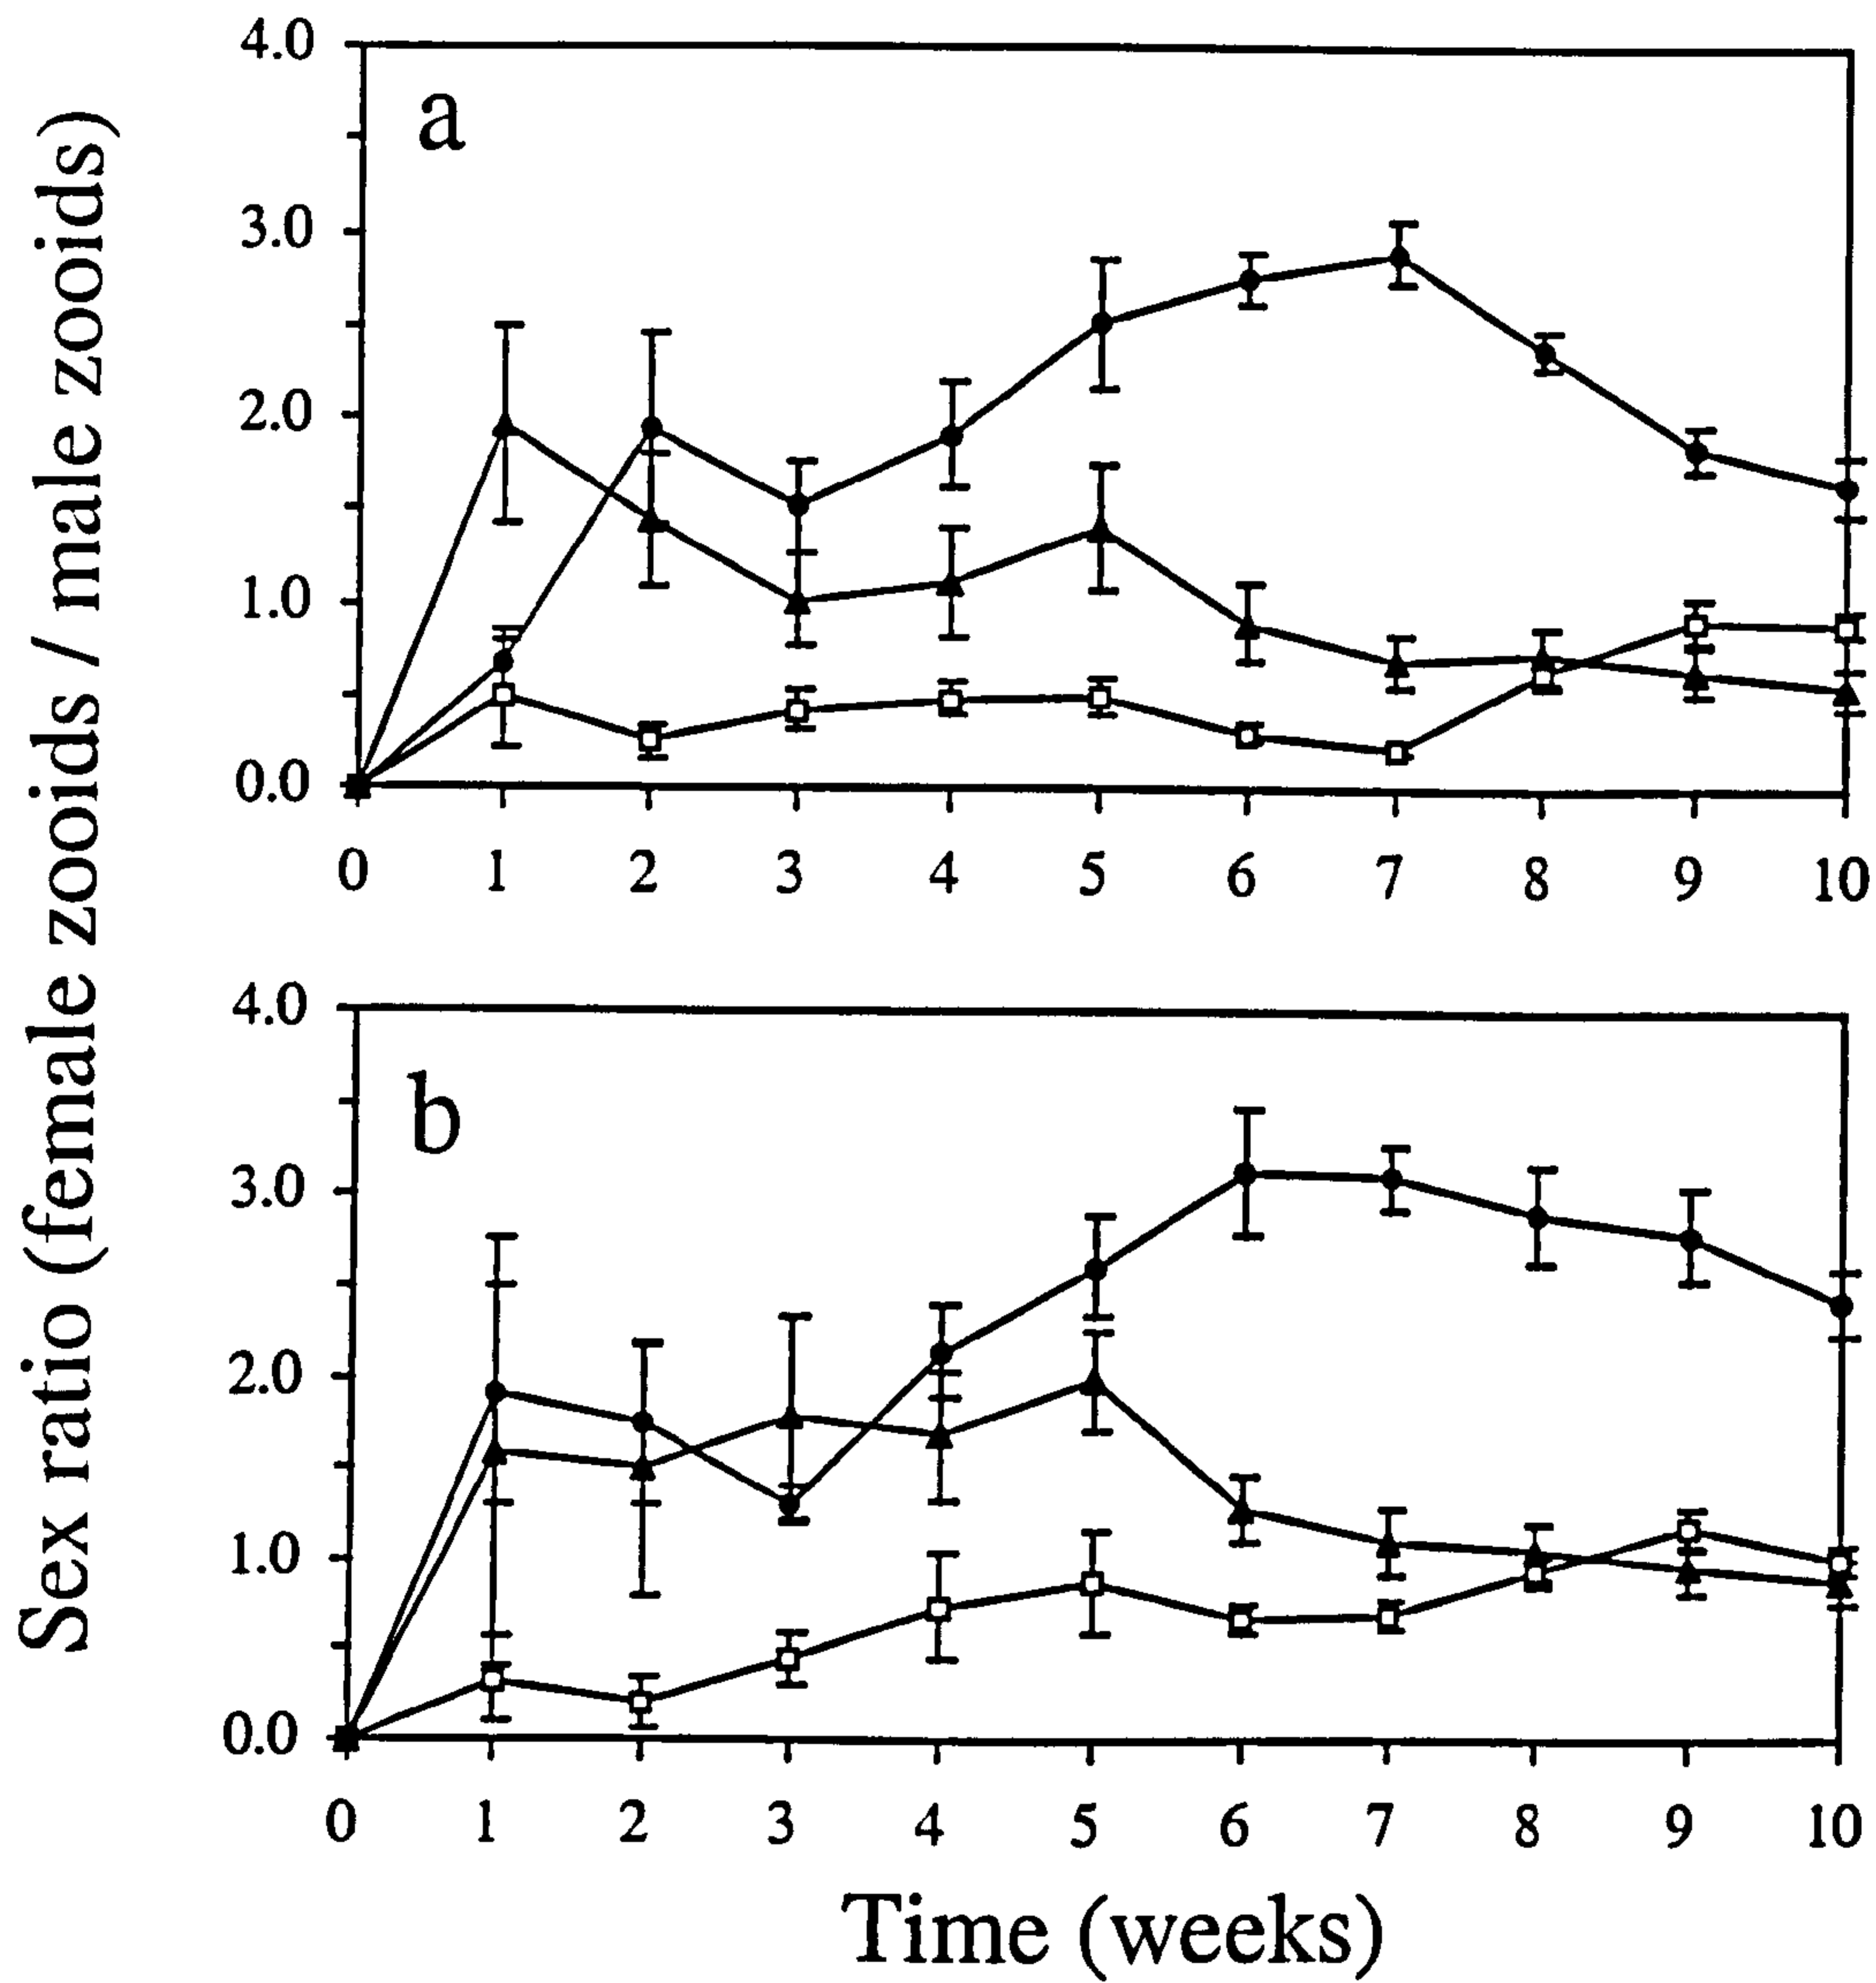 Sex ratio (female zooids / male zooids)
a
4.0
3.0
2.0
1.0
0.0
0 1 2 3 4 5 6 7 8 9 10
b
4.0
3.0
2.0
1.0
0.0
0 1 2 3 4 5 6 7 8 9 10
Time (weeks)